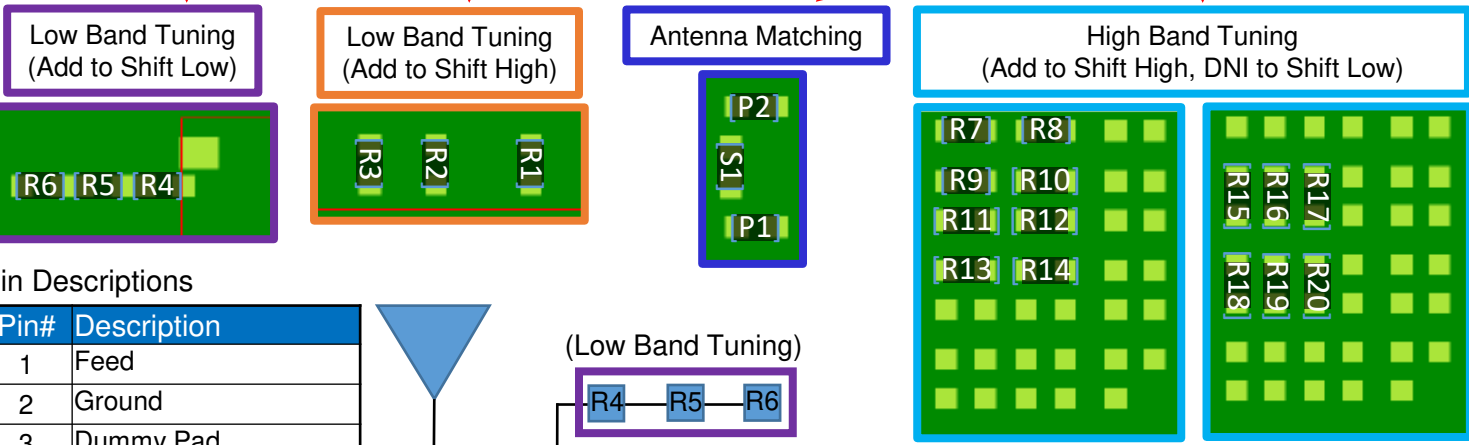 Low Band Tuning
(Add to Shift Low)
Low Band Tuning
(Add to Shift High)
Antenna Matching
High Band Tuning
(Add to Shift High, DNI to Shift Low)
R6 R5 R4
R3 R2 R1
P2
S1
P1
R7 R8
R9 R10
R11 R12
R13 R14
R15 R16 R17
R18 R19 R20
in Descriptions
Pin# Description
1 Feed
2 Ground
3 Dummy Pad
(Low Band Tuning)
R4 R5 R6